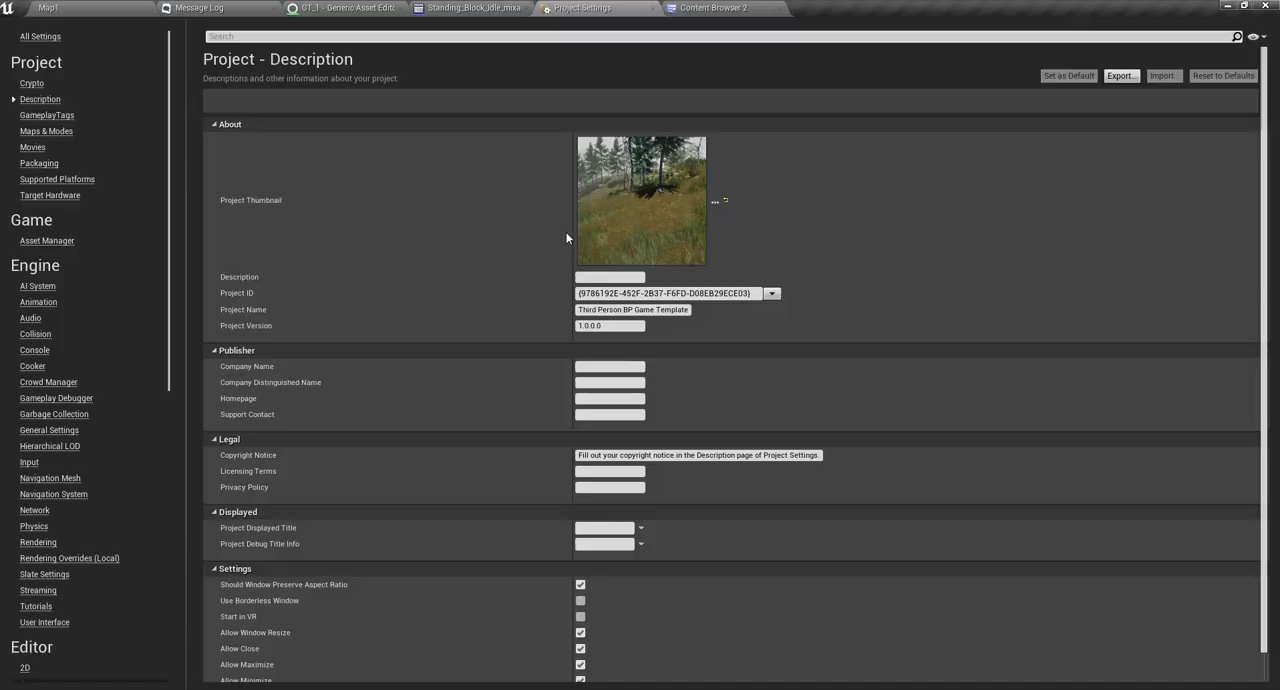 Map1
Message Log
GT_1 - Generic Asset Editc
Standing_Block_Idle_mixa
Project Settings
Content Browser 2
All Settings
Search
Project
Crypto
Description
GameplayTags
Maps & Modes
Movies
Packaging
Supported Platforms
Target Hardware
Game
Asset Manager
Engine
AI System
Animation
Audio
Collision
Console
Cooker
Crowd Manager
Gameplay Debugger
Garbage Collection
General Settings
Hierarchical LOD
Input
Navigation Mesh
Navigation System
Network
Physics
Rendering
Rendering Overrides (Local)
Slate Settings
Streaming
Tutorials
User Interface
Editor
2D
Project - Description
Descriptions and other information about your project.
Set as Default Export... Import... Reset to Defaults
About
Project Thumbnail ...
Description
Project ID {9786192E-452F-2B37-F6FD-D08EB29ECE03}
Project Name Third Person BP Game Template
Project Version 1.0.0.0
Publisher
Company Name
Company Distinguished Name
Homepage
Support Contact
Legal
Copyright Notice Fill out your copyright notice in the Description page of Project Settings.
Licensing Terms
Privacy Policy
Displayed
Project Displayed Title
Project Debug Title Info
Settings
Should Window Preserve Aspect Ratio
Use Borderless Window
Start in VR
Allow Window Resize
Allow Close
Allow Maximize
Allow Minimize